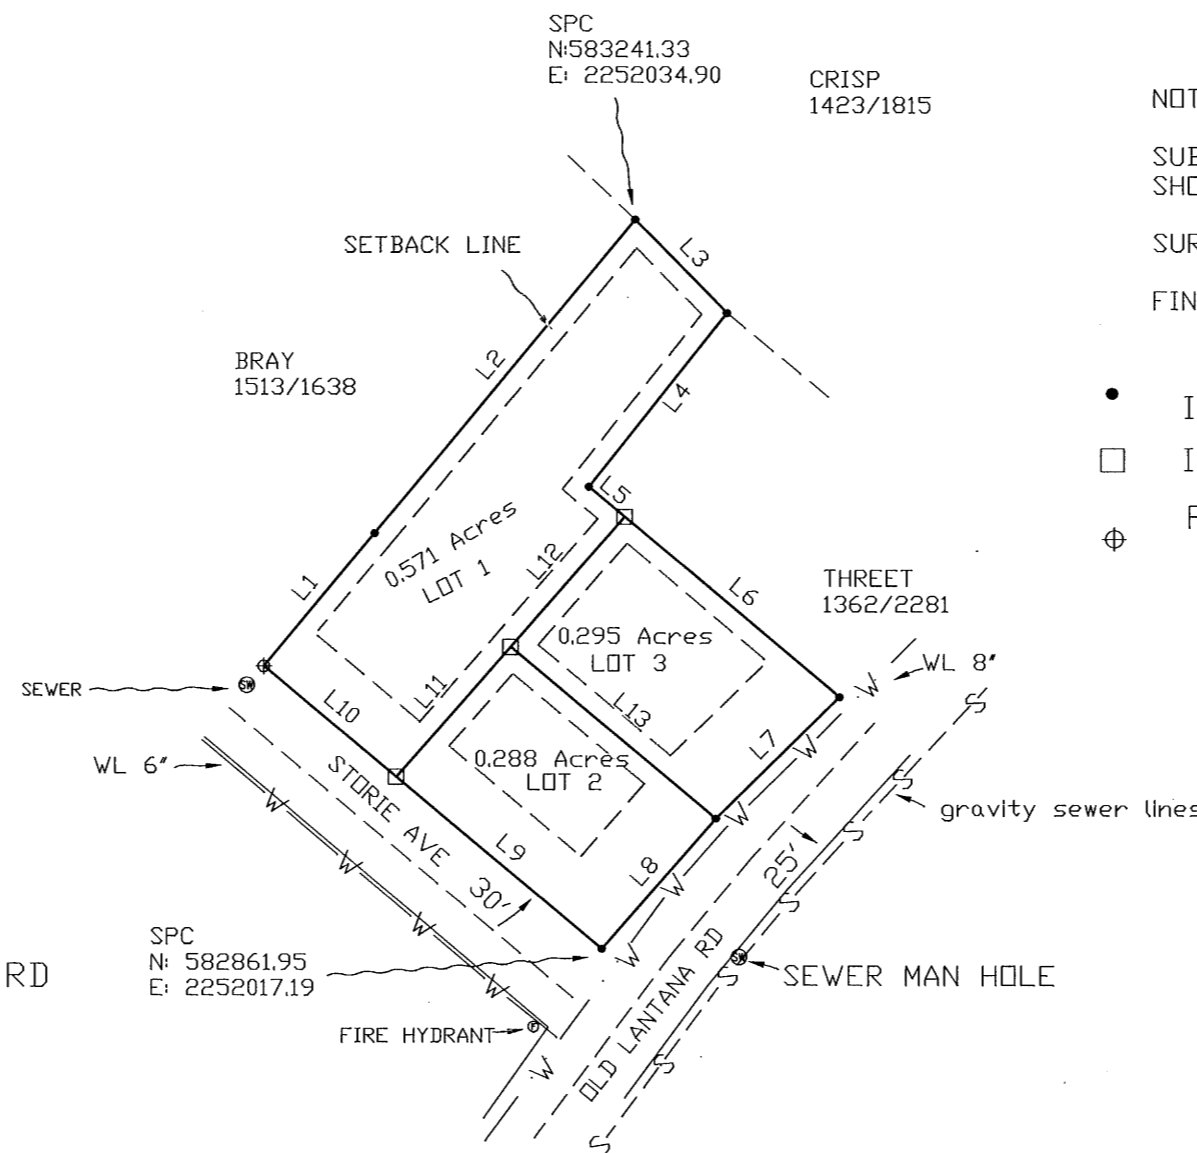 SPC
N:583241.33
E: 2252034.90
CRISP
1423/1815
NOT
SUB
SHO
SETBACK LINE
L3
SUR
FIN
BRAY
1513/1638
L2
L4
L5
0.571 Acres
LOT 1
L12
L1
L6
THREET
1362/2281
0.295 Acres
LOT 3
WL 8"
W
SEWER
SW
L10
L11
L13
L7
W
S
WL 6"
STORIE AVE
0.288 Acres
LOT 2
W
W
S
gravity sewer lines
S
W
L9
L8
W
25'
30'
S
W
SPC
N: 582861.95
E: 2252017.19
W
RD
W
OLD LANTANA RD
SW
S
SEWER MAN HOLE
FIRE HYDRANT
F
W
S
S